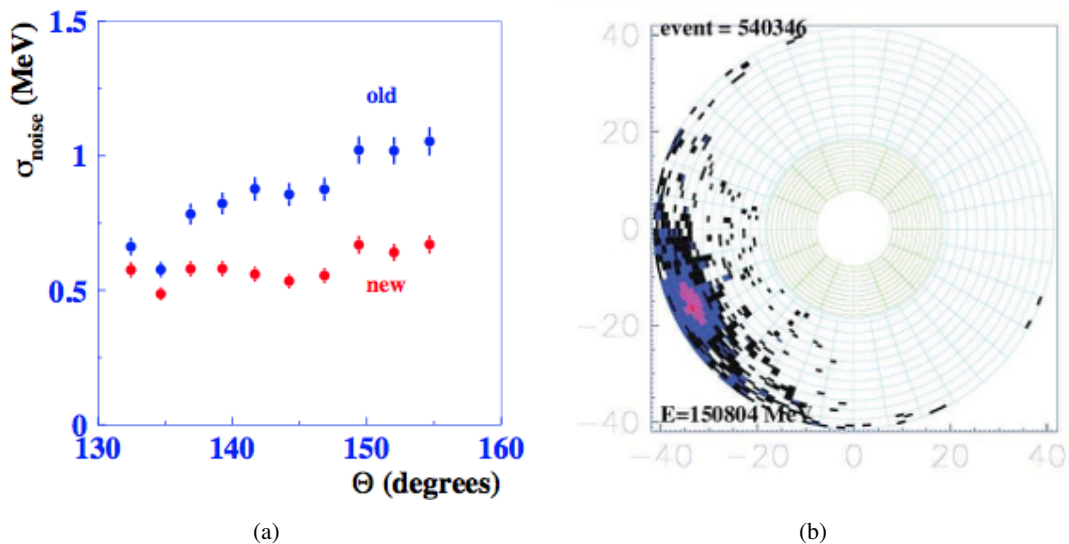 1.5
1
0.5
0
σnoise (MeV)
old
new
130 140 150 160
Θ (degrees)
(a)
event = 540346
40
20
0
−20
−40
E=150804 MeV
−40 −20 0 20 40
(b)